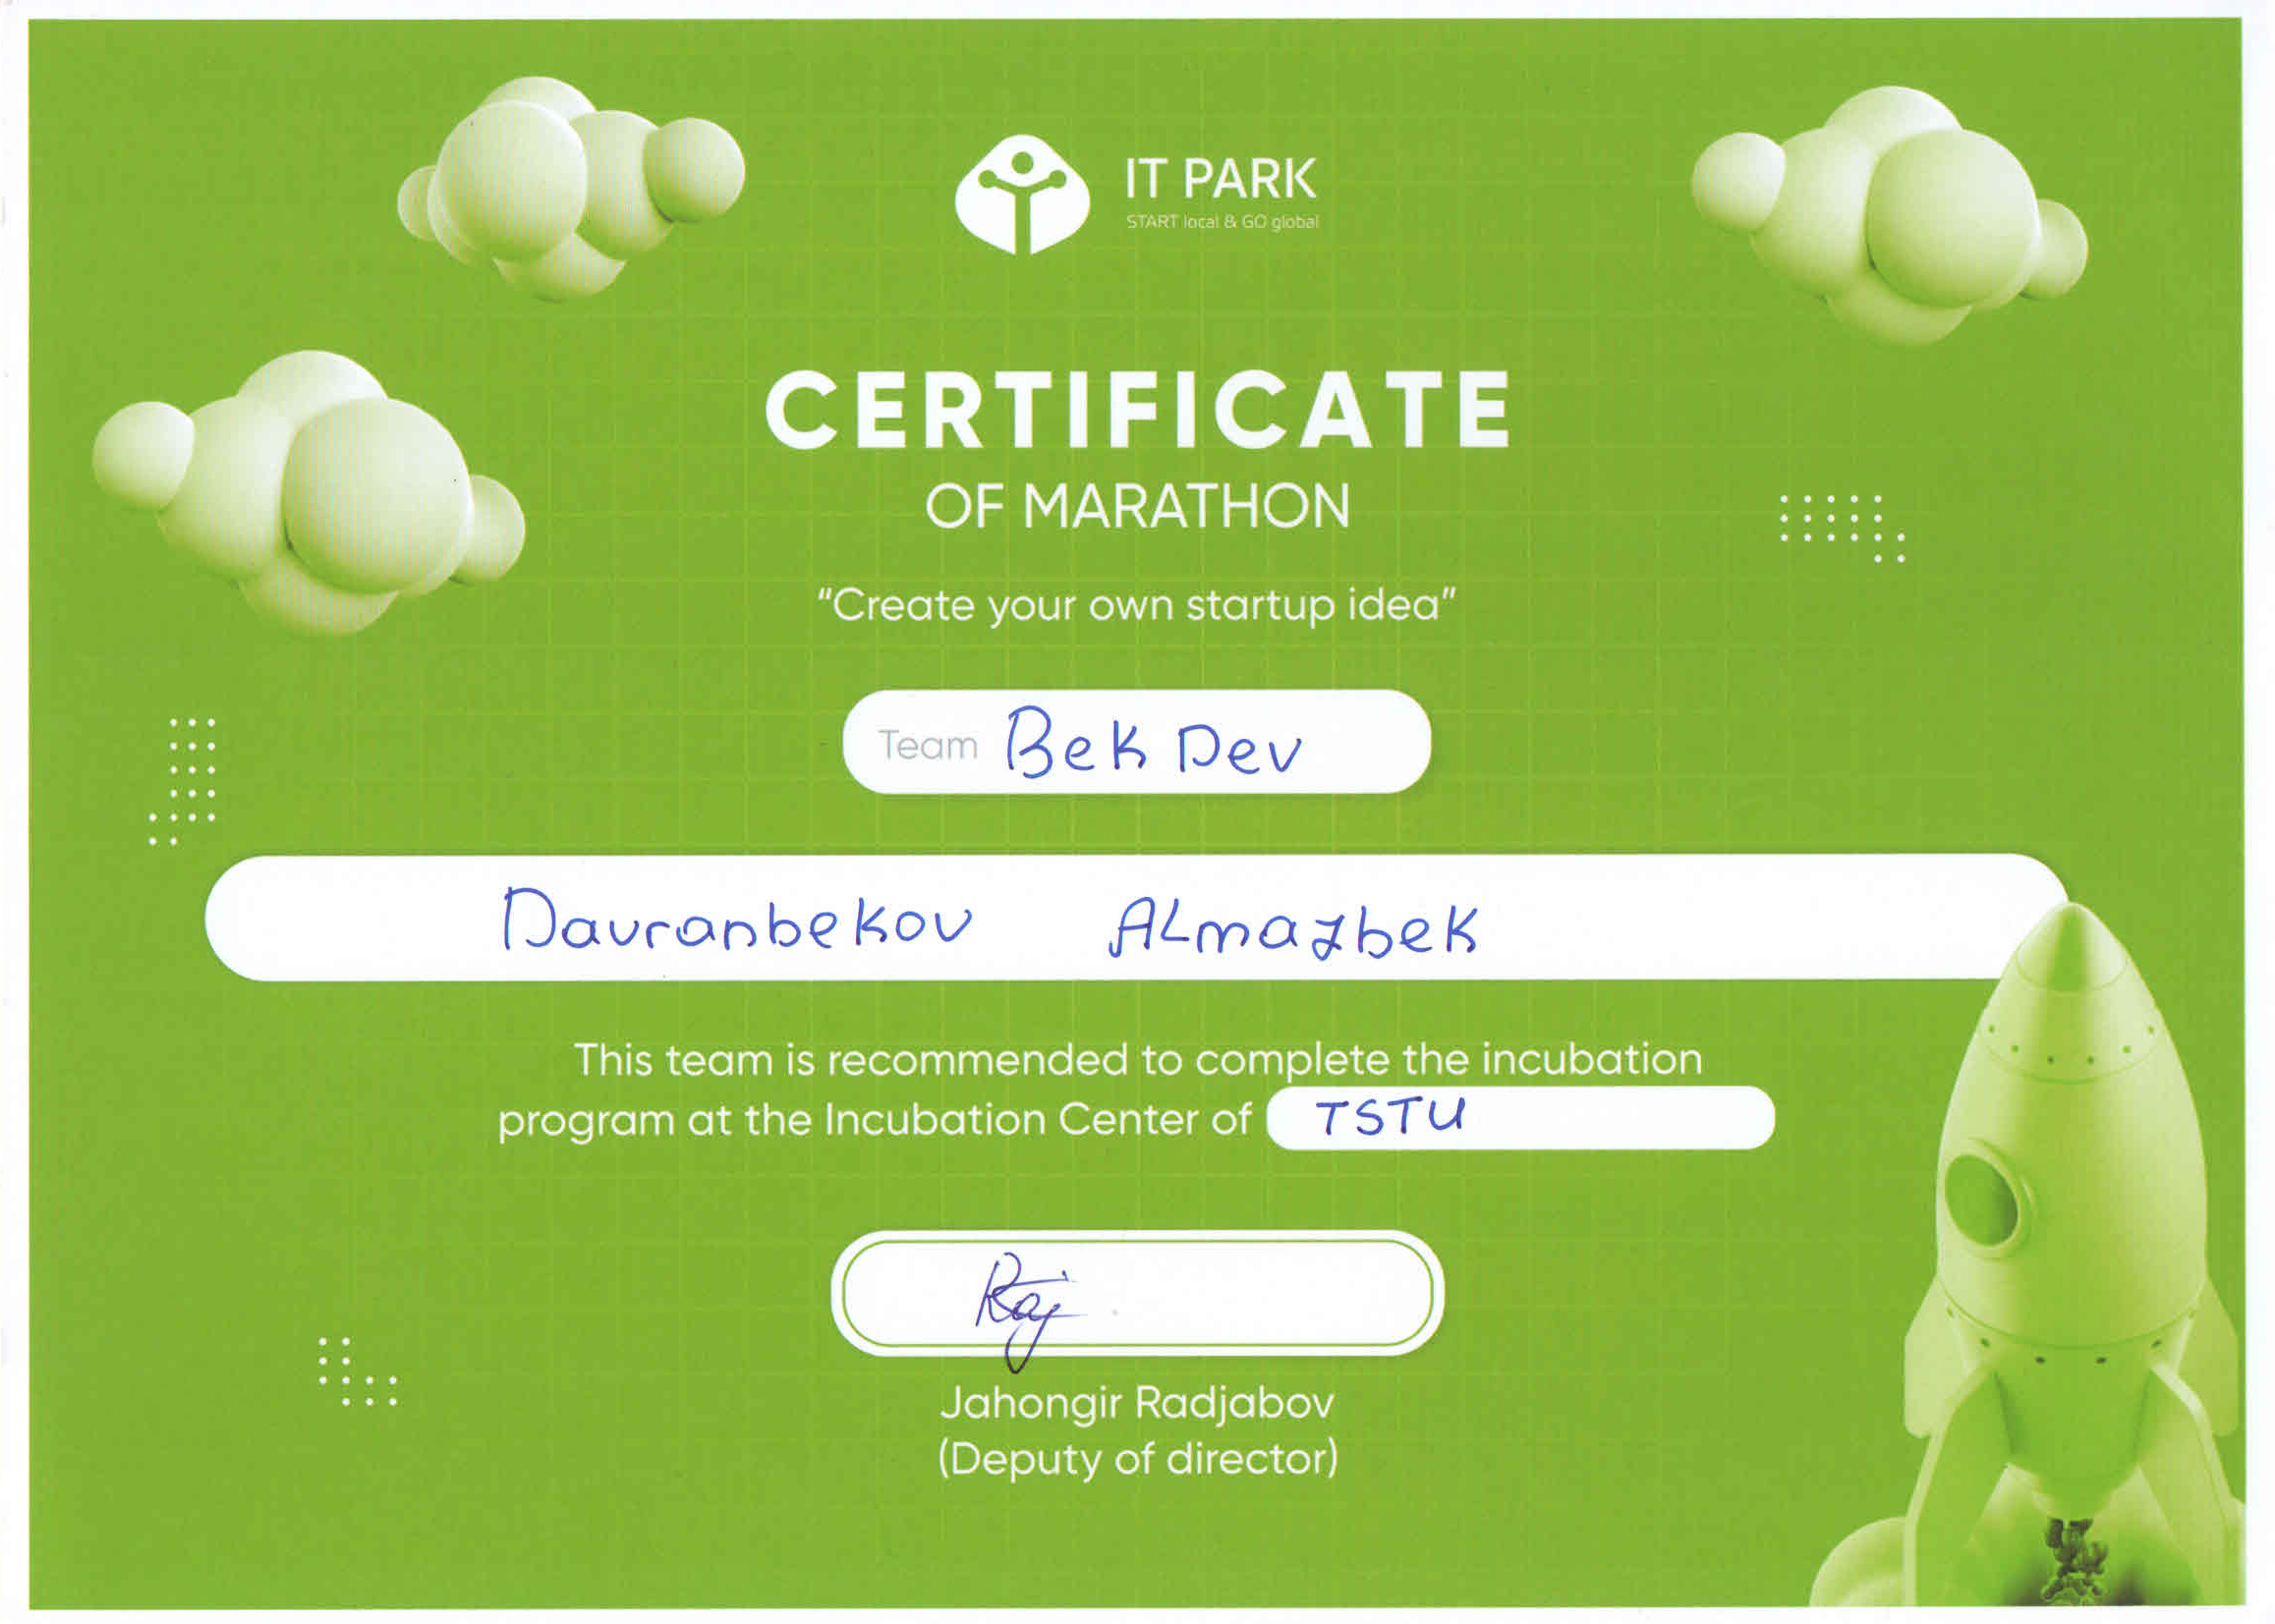 IT PARK
START local & GO global
CERTIFICATE
OF MARATHON
“Create your own startup idea”
Team Bek Dev
Davranbekov Almazbek
This team is recommended to complete the incubation
program at the Incubation Center of TSTU
Raj
Jahongir Radjabov
(Deputy of director)